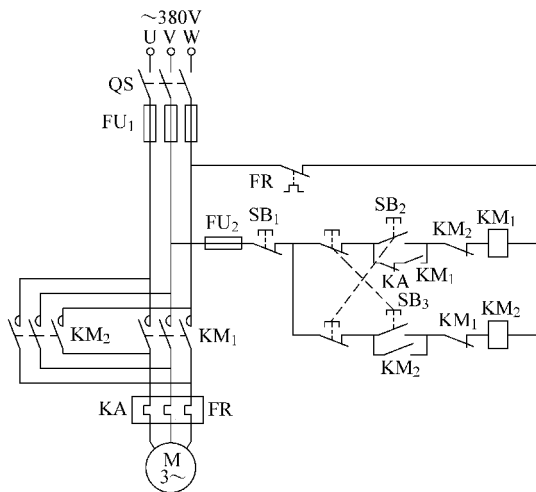 ～380V
U V W
QS
FU1
FR
FU2
SB1
SB2
KM2
KM1
KA
KM1
SB3
KM2
KM1
KM1
KM2
KM2
KA
FR
M
3～